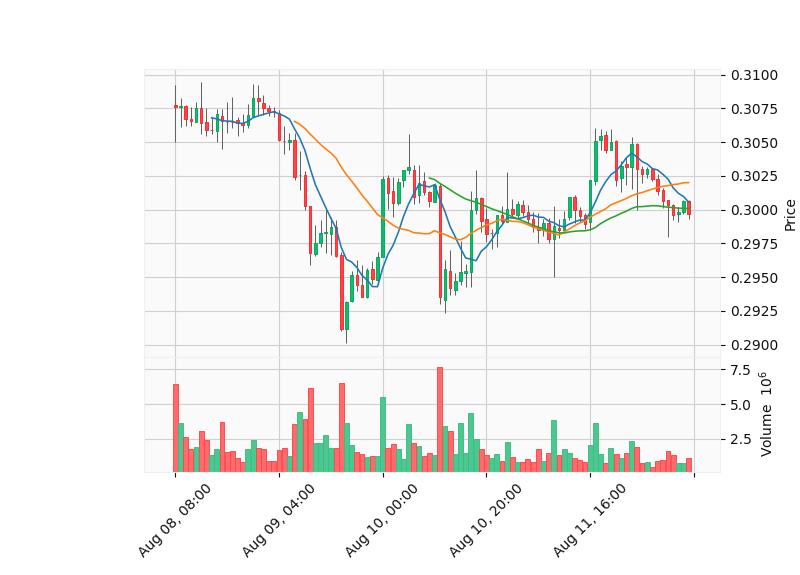 0.3100
0.3075
0.3050
0.3025
0.3000
0.2975
0.2950
0.2925
0.2900
Price
7.5
5.0
2.5
Volume 10^6
Aug 08, 08:00
Aug 09, 04:00
Aug 10, 00:00
Aug 10, 20:00
Aug 11, 16:00